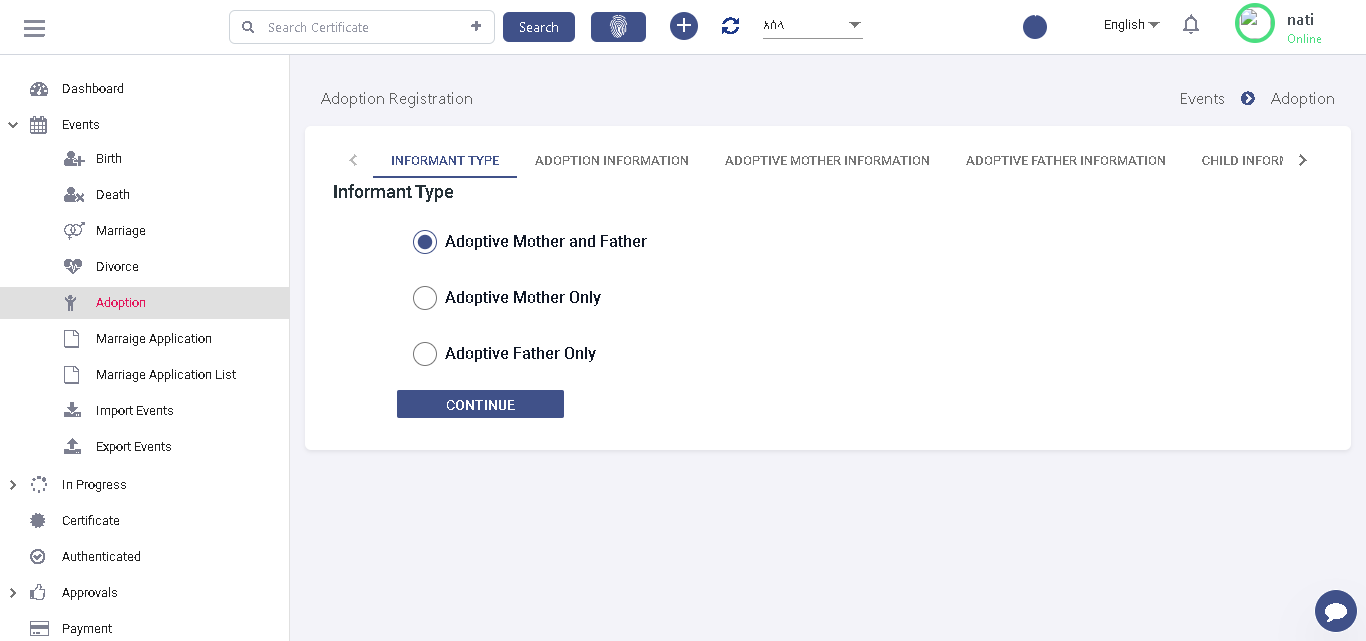 Search Certificate
Search
አሰላ
English
nati
Online
Dashboard
Events
Birth
Death
Marriage
Divorce
Adoption
Marraige Application
Marriage Application List
Import Events
Export Events
In Progress
Certificate
Authenticated
Approvals
Payment
Adoption Registration
Events
Adoption
INFORMANT TYPE
ADOPTION INFORMATION
ADOPTIVE MOTHER INFORMATION
ADOPTIVE FATHER INFORMATION
CHILD INFORM
Informant Type
Adoptive Mother and Father
Adoptive Mother Only
Adoptive Father Only
CONTINUE